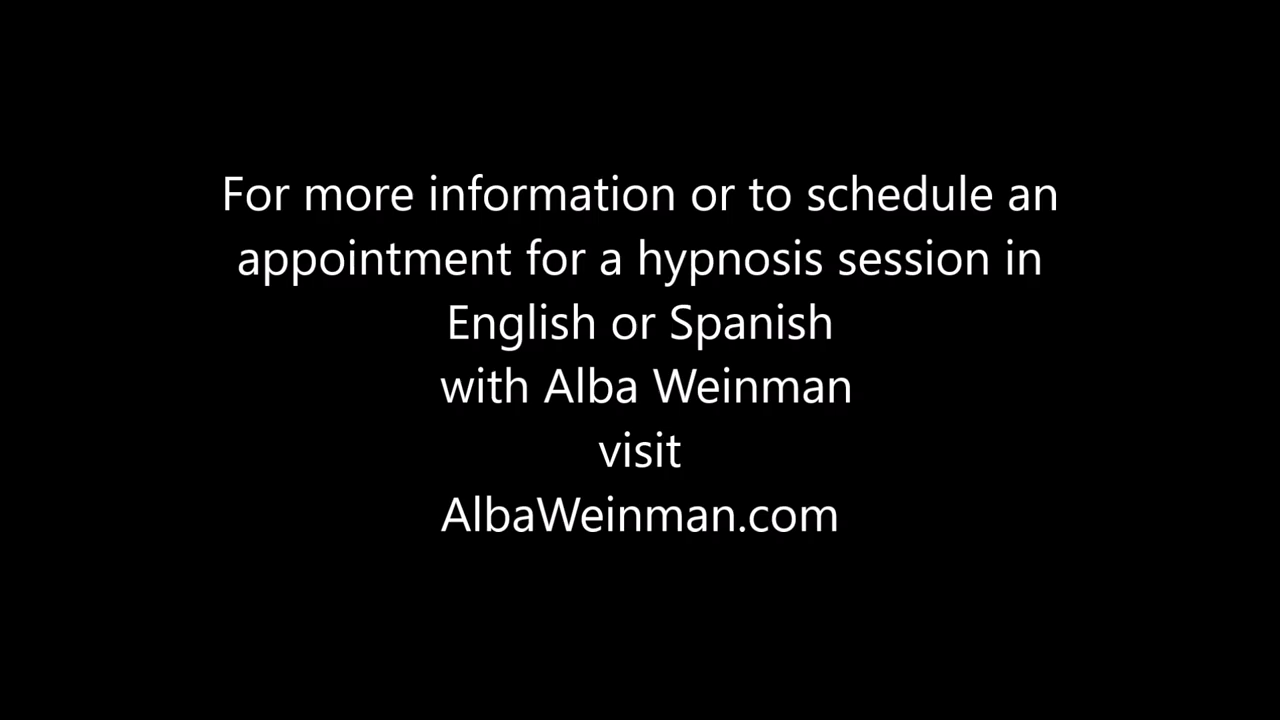 For more information or to schedule an
appointment for a hypnosis session in
English or Spanish
with Alba Weinman
visit
AlbaWeinman.com